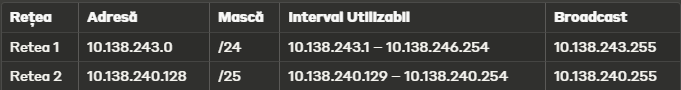 Rețea Adresă Mască Interval Utilizabil Broadcast
Retea 1 10.138.243.0 /24 10.138.243.1 – 10.138.246.254 10.138.243.255
Retea 2 10.138.240.128 /25 10.138.240.129 – 10.138.240.254 10.138.240.255